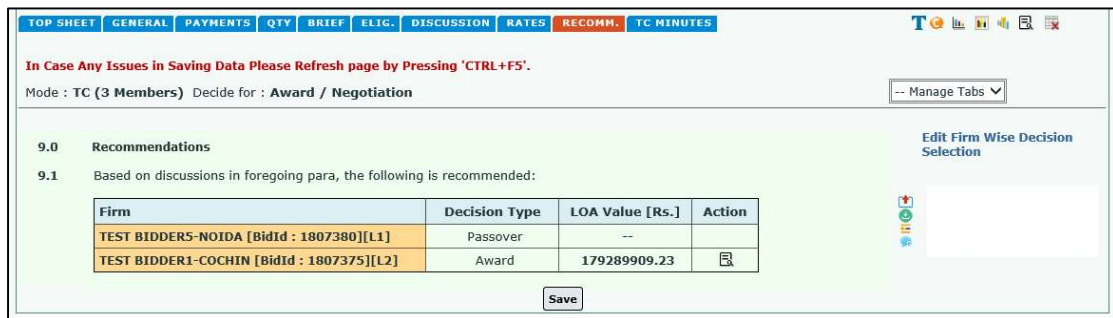 TOP SHEET GENERAL PAYMENTS QTY BRIEF ELIG. DISCUSSION RATES RECOMM. TC MINUTES
In Case Any Issues in Saving Data Please Refresh page by Pressing 'CTRL+F5'.
Mode : TC (3 Members) Decide for : Award / Negotiation
-- Manage Tabs
9.0 Recommendations
Edit Firm Wise Decision
Selection
9.1 Based on discussions in foregoing para, the following is recommended:
Firm Decision Type LOA Value [Rs.] Action
TEST BIDDER5-NOIDA [BidId : 1807380][L1] Passover --
TEST BIDDER1-COCHIN [BidId : 1807375][L2] Award 179289909.23
Save